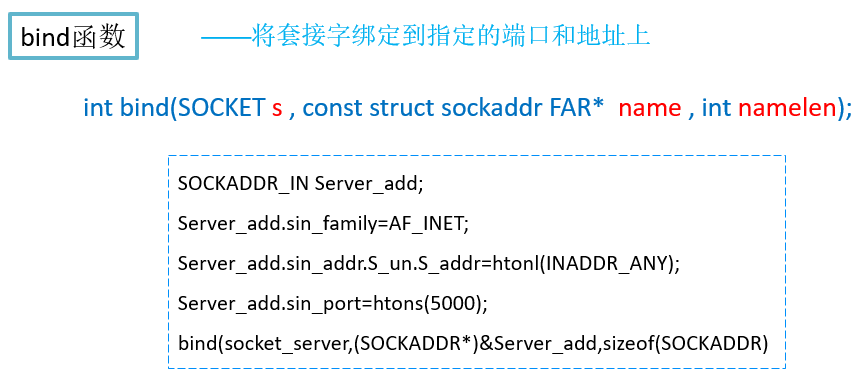 bind函数
——将套接字绑定到指定的端口和地址上
int bind(SOCKET s , const struct sockaddr FAR* name , int namelen);
SOCKADDR_IN Server_add;
Server_add.sin_family=AF_INET;
Server_add.sin_addr.S_un.S_addr=htonl(INADDR_ANY);
Server_add.sin_port=htons(5000);
bind(socket_server,(SOCKADDR*)&Server_add,sizeof(SOCKADDR)